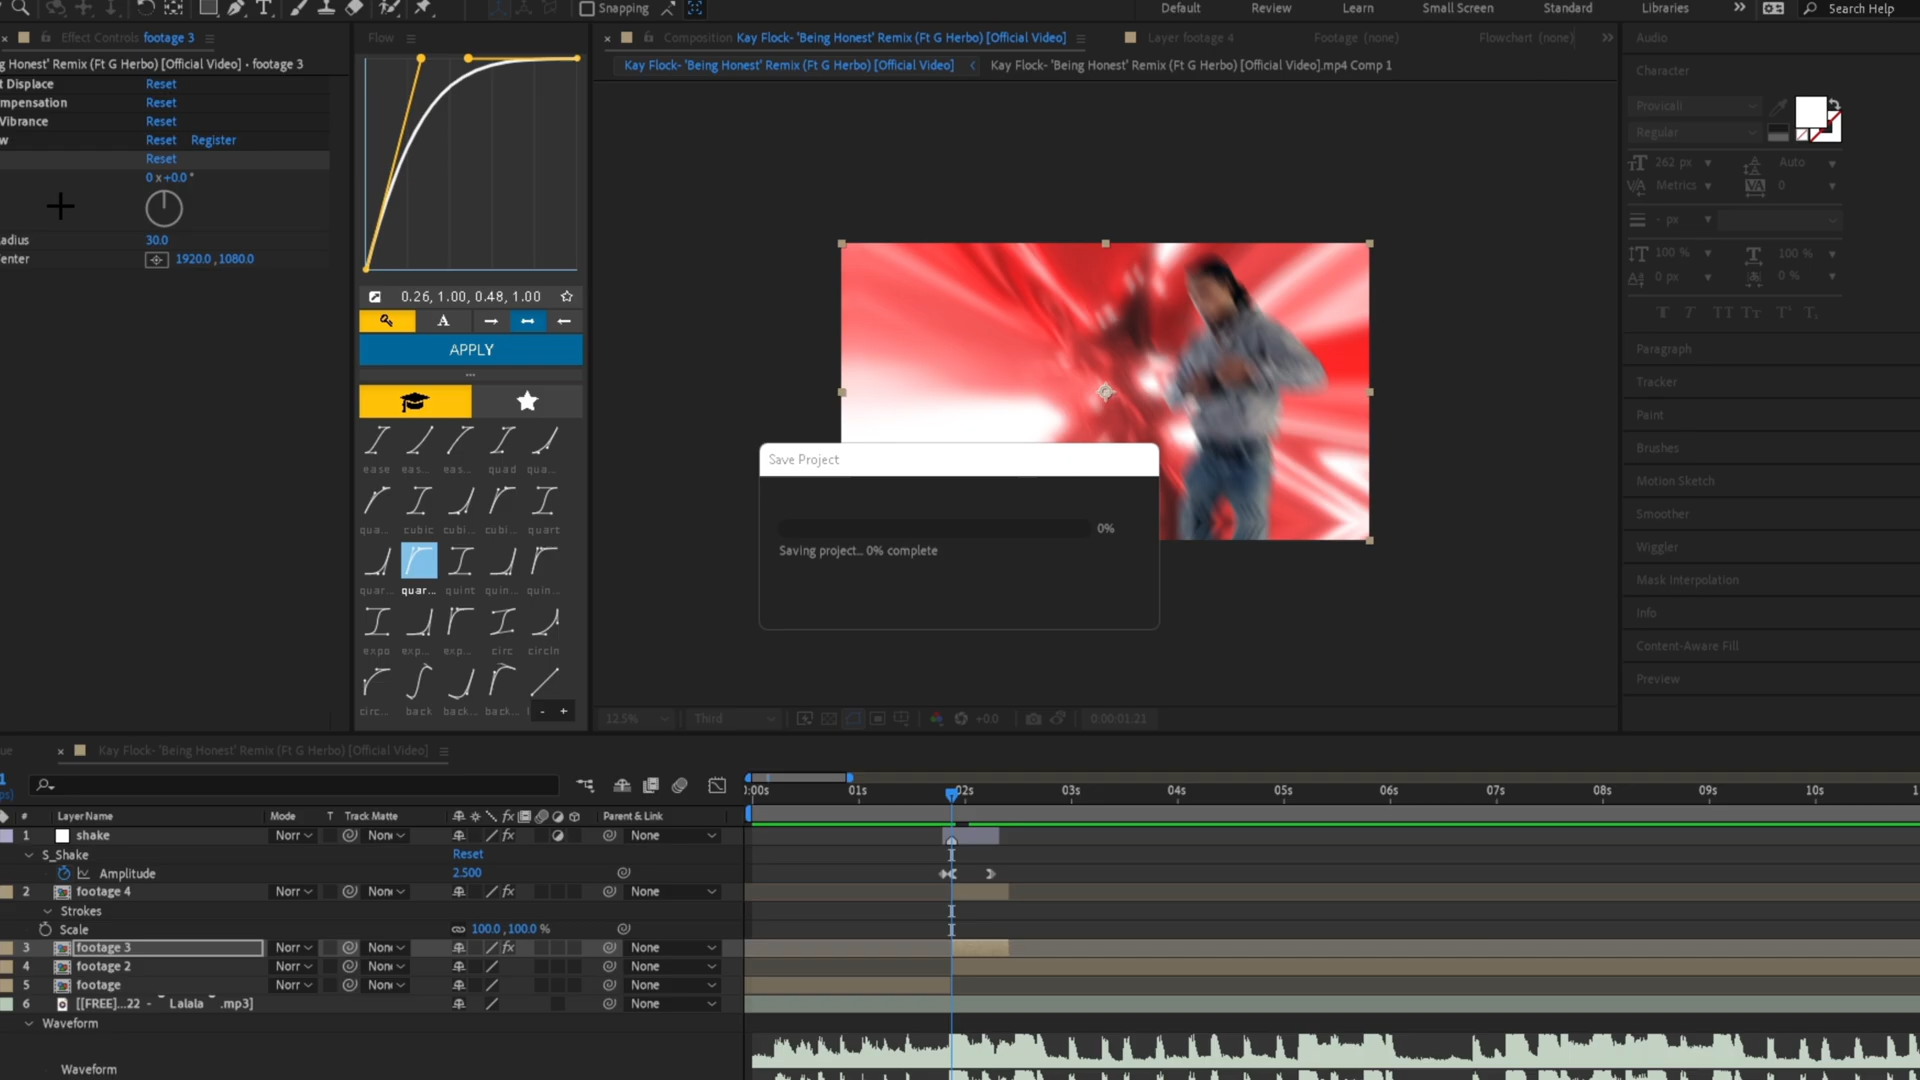 Snapping
Default
Review
Learn
Small Screen
Standard
Libraries
Search Help
Effect Controls footage 3
Flow
Composition Kay Flock- 'Being Honest' Remix (Ft G Herbo) [Official Video]
Layer footage 4
Footage (none)
Flowchart (none)
Audio
g Honest' Remix (Ft G Herbo) [Official Video] • footage 3
Kay Flock- 'Being Honest' Remix (Ft G Herbo) [Official Video]
Kay Flock- 'Being Honest' Remix (Ft G Herbo) [Official Video].mp4 Comp 1
Character
t Displace Reset
mpensation Reset
Vibrance Reset
w Reset Register
Reset
0 x+0.0°
adius 30.0
enter 1920.0, 1080.0
Provicali
Regular
262 px
Auto
Metrics
0
- px
100 %
100 %
0 px
0 %
0.26, 1.00, 0.48, 1.00
A
APPLY
ease eas... eas... quad qua...
qua... cubic cubi... cubi... quart
quar... quar... quint quin... quin...
expo exp... exp... circ circIn
circ... back back... back...
- +
Paragraph
Tracker
Paint
Brushes
Motion Sketch
Smoother
Wiggler
Mask Interpolation
Info
Content-Aware Fill
Preview
Save Project
0%
Saving project... 0% complete
12.5%
Third
+0.0
0:00:01:21
ue
Kay Flock- 'Being Honest' Remix (Ft G Herbo) [Official Video]
1
ps)
:00s 01s 02s 03s 04s 05s 06s 07s 08s 09s 10s 1
# Layer Name Mode T Track Matte Parent & Link
1 shake Norr Non None
S_Shake Reset
Amplitude 2.500
2 footage 4 Norr Non None
Strokes
Scale 100.0, 100.0 %
3 footage 3 Norr Non None
4 footage 2 Norr Non None
5 footage Norr Non None
6 [[FREE]...22 - ˘ Lalala ˘ .mp3] None
Waveform
Waveform